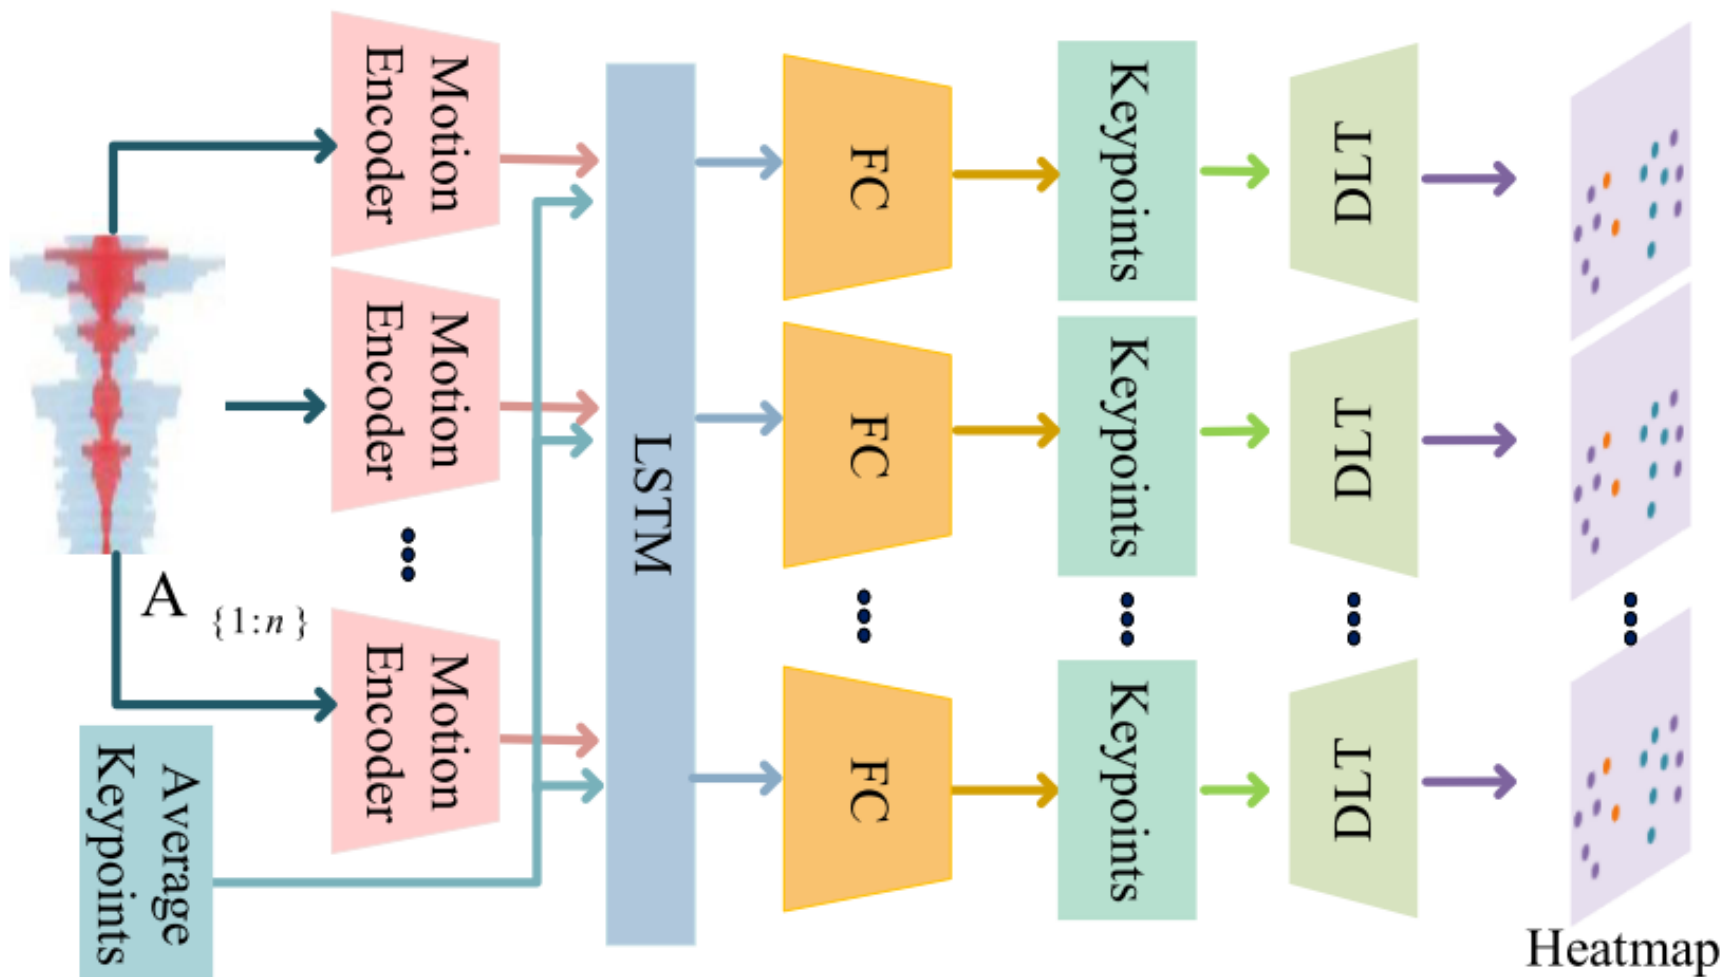 Motion
Encoder
FC
Keypoints
DLT
Motion
Encoder
FC
Keypoints
DLT
LSTM
A {1:n}
Motion
Encoder
FC
Keypoints
DLT
Average
Keypoints
Heatmap